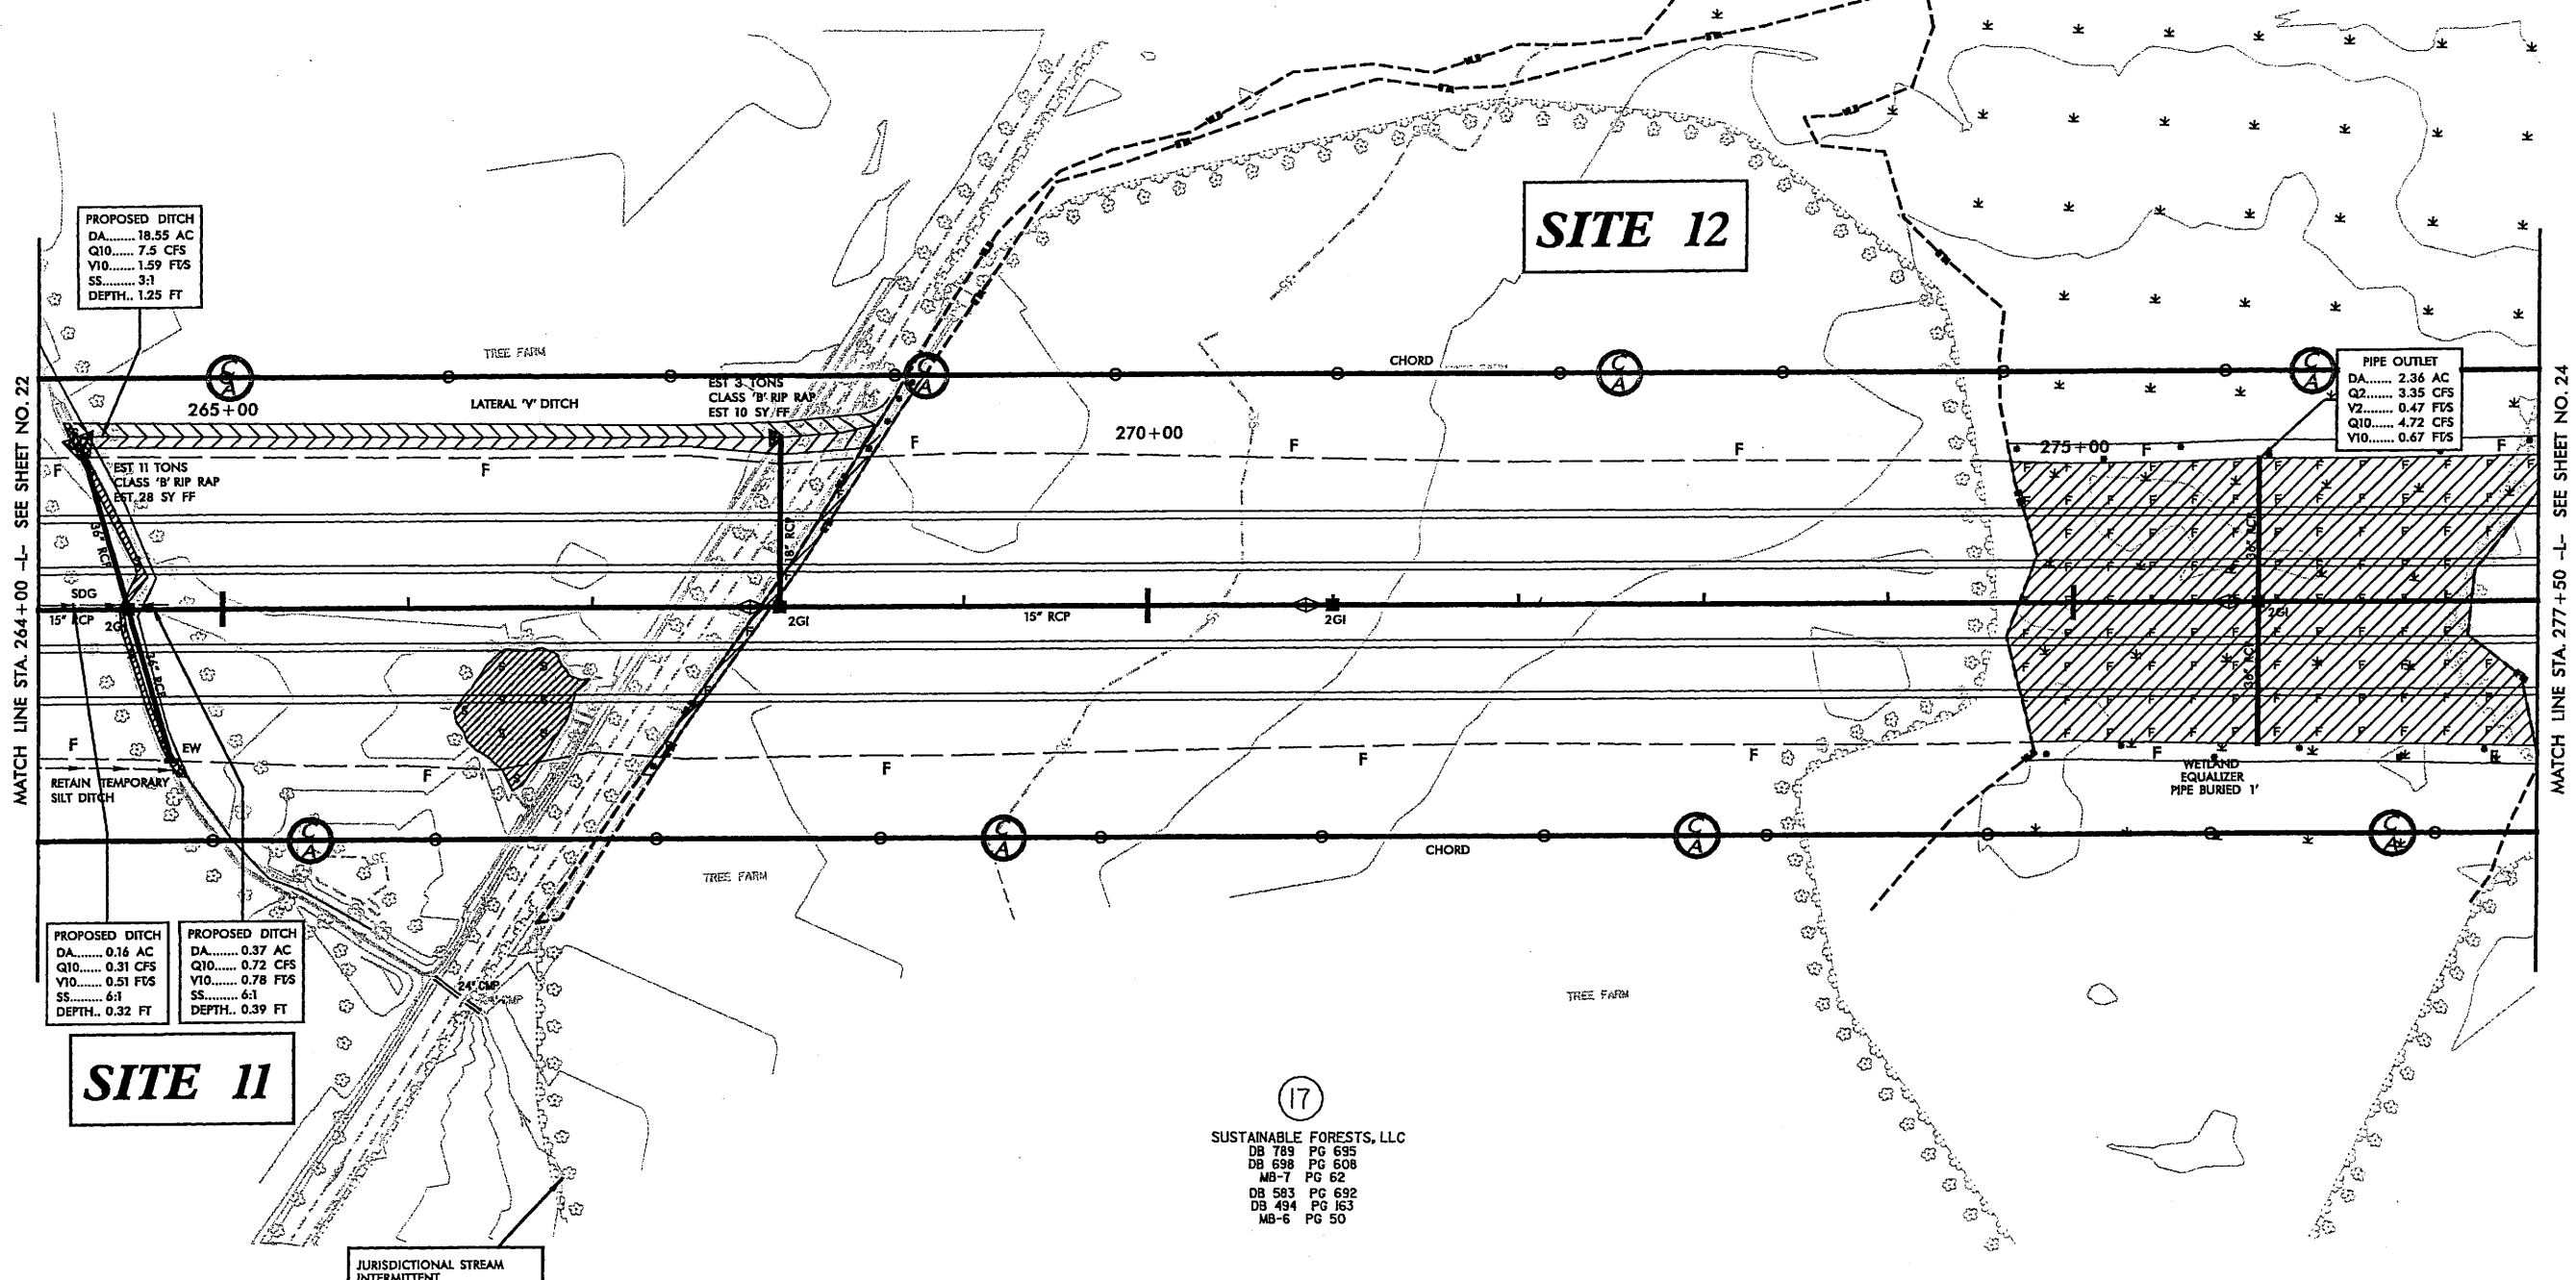 SITE 12
PROPOSED DITCH
DA....... 18.55 AC
Q10...... 7.5 CFS
V10....... 1.59 FT/S
SS......... 3:1
DEPTH.. 1.25 FT
TREE FARM
CHORD
265+00
LATERAL 'V' DITCH
EST 3 TONS
CLASS 'B' RIP RAP
EST 10 SY FF
C
A
C
A
C
A
C
A
PIPE OUTLET
DA....... 2.36 AC
Q2........ 3.35 CFS
V2........ 0.47 FT/S
Q10...... 4.72 CFS
V10....... 0.67 FT/S
270+00
275+00
F
F
F
F
F
F
F
EST 11 TONS
CLASS 'B' RIP RAP
EST 28 SY FF
36" RCP
18" RCP
36" RCP
MATCH LINE STA. 264+00 -L- SEE SHEET NO. 22
MATCH LINE STA. 277+50 -L- SEE SHEET NO. 24
SDG
15" RCP
2GI
2GI
15" RCP
2GI
2GI
36" RCP
36" RCP
F
EW
F
F
F
F
F
F
RETAIN TEMPORARY
SILT DITCH
WETLAND
EQUALIZER
PIPE BURIED 1'
C
A
C
A
C
A
C
A
CHORD
TREE FARM
PROPOSED DITCH
DA....... 0.16 AC
Q10...... 0.31 CFS
V10....... 0.51 FT/S
SS......... 6:1
DEPTH.. 0.32 FT
PROPOSED DITCH
DA....... 0.37 AC
Q10...... 0.72 CFS
V10....... 0.78 FT/S
SS......... 6:1
DEPTH.. 0.39 FT
24" CMP
TREE FARM
SITE 11
17
SUSTAINABLE FORESTS, LLC
DB 789 PG 695
DB 698 PG 608
MB-7 PG 62
DB 583 PG 692
DB 494 PG 163
MB-6 PG 50
JURISDICTIONAL STREAM
INTERMITTENT